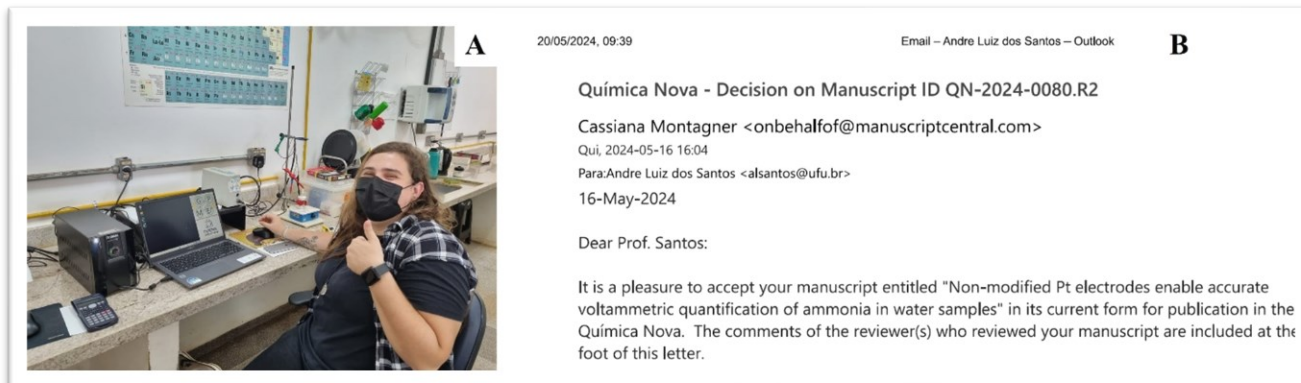 A
20/05/2024, 09:39 Email – Andre Luiz dos Santos – Outlook B
Química Nova - Decision on Manuscript ID QN-2024-0080.R2
Cassiana Montagner <onbehalfof@manuscriptcentral.com>
Qui, 2024-05-16 16:04
Para:Andre Luiz dos Santos <alsantos@ufu.br>
16-May-2024
Dear Prof. Santos:
It is a pleasure to accept your manuscript entitled "Non-modified Pt electrodes enable accurate
voltammetric quantification of ammonia in water samples" in its current form for publication in the
Química Nova. The comments of the reviewer(s) who reviewed your manuscript are included at the
foot of this letter.